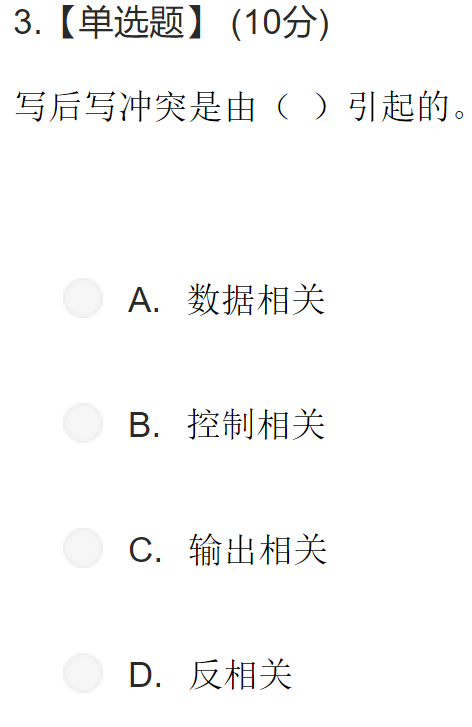 3.【单选题】 (10分)
写后写冲突是由（ ）引起的。
A. 数据相关
B. 控制相关
C. 输出相关
D. 反相关